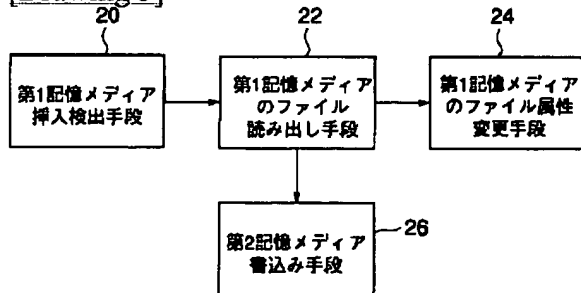 20
22
24
第1記憶メディア
挿入検出手段
第1記憶メディア
のファイル
読み出し手段
第1記憶メディア
のファイル属性
変更手段
第2記憶メディア
書込み手段
26